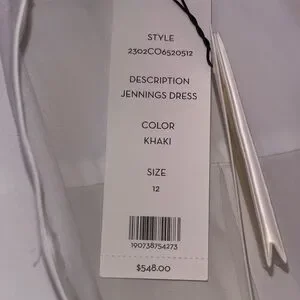 STYLE
2302CO6520512
DESCRIPTION
JENNINGS DRESS
COLOR
KHAKI
SIZE
12
190738754273
$548.00